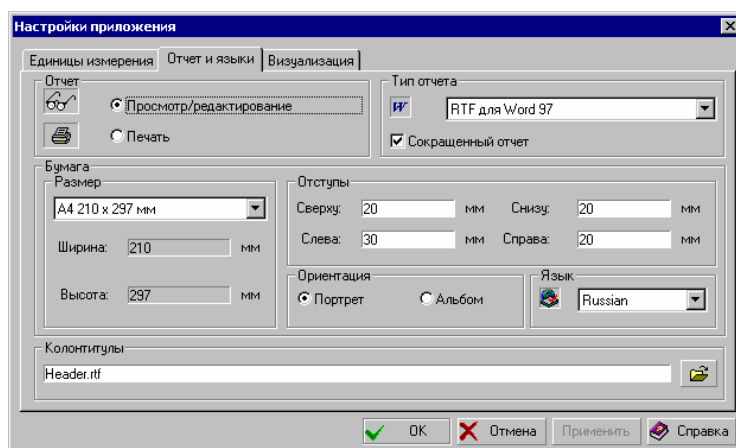 Настройки приложения
Единицы измерения Отчет и языки Визуализация
Отчет
Просмотр/редактирование
Печать
Тип отчета
W RTF для Word 97
Сокращенный отчет
Бумага
Размер
A4 210 x 297 мм
Ширина: 210 мм
Высота: 297 мм
Отступы
Сверху: 20 мм Снизу: 20 мм
Слева: 30 мм Справа: 20 мм
Ориентация
Портрет Альбом
Язык
Russian
Колонтитулы
Header.rtf
OK Отмена Применить Справка